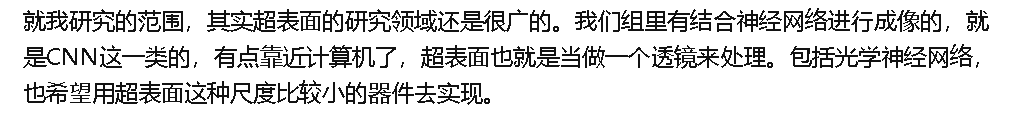 就我研究的范围，其实超表面的研究领域还是很广的。我们组里有结合神经网络进行成像的，就
是CNN这一类的，有点靠近计算机了，超表面也就是当做一个透镜来处理。包括光学神经网络，
也希望用超表面这种尺度比较小的器件去实现。